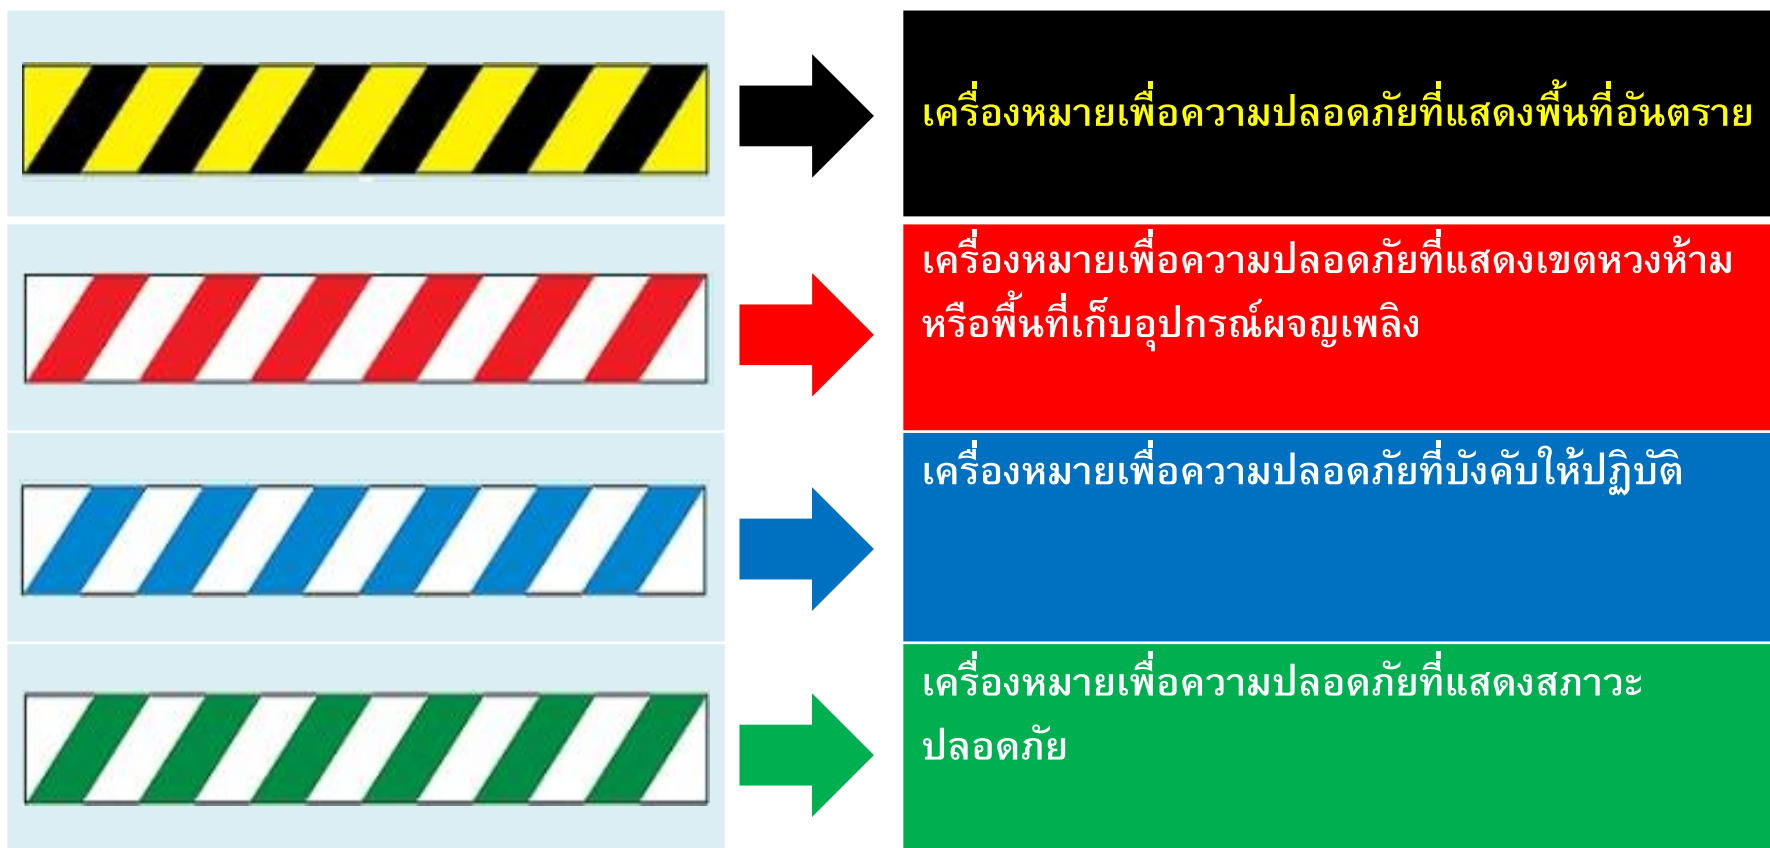 เครื่องหมายเพื่อความปลอดภัยที่แสดงพื้นที่อันตราย
เครื่องหมายเพื่อความปลอดภัยที่แสดงเขตหวงห้าม
หรือพื้นที่เก็บอุปกรณ์ผจญเพลิง
เครื่องหมายเพื่อความปลอดภัยที่บังคับให้ปฏิบัติ
เครื่องหมายเพื่อความปลอดภัยที่แสดงสภาวะ
ปลอดภัย